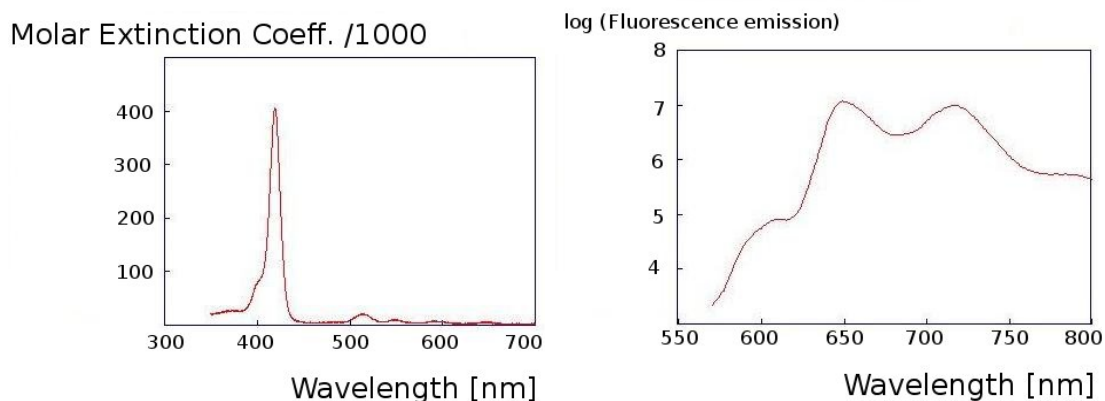 Molar Extinction Coeff. /1000
400
300
200
100
300 400 500 600 700
Wavelength [nm]
log (Fluorescence emission)
8
7
6
5
4
550 600 650 700 750 800
Wavelength [nm]